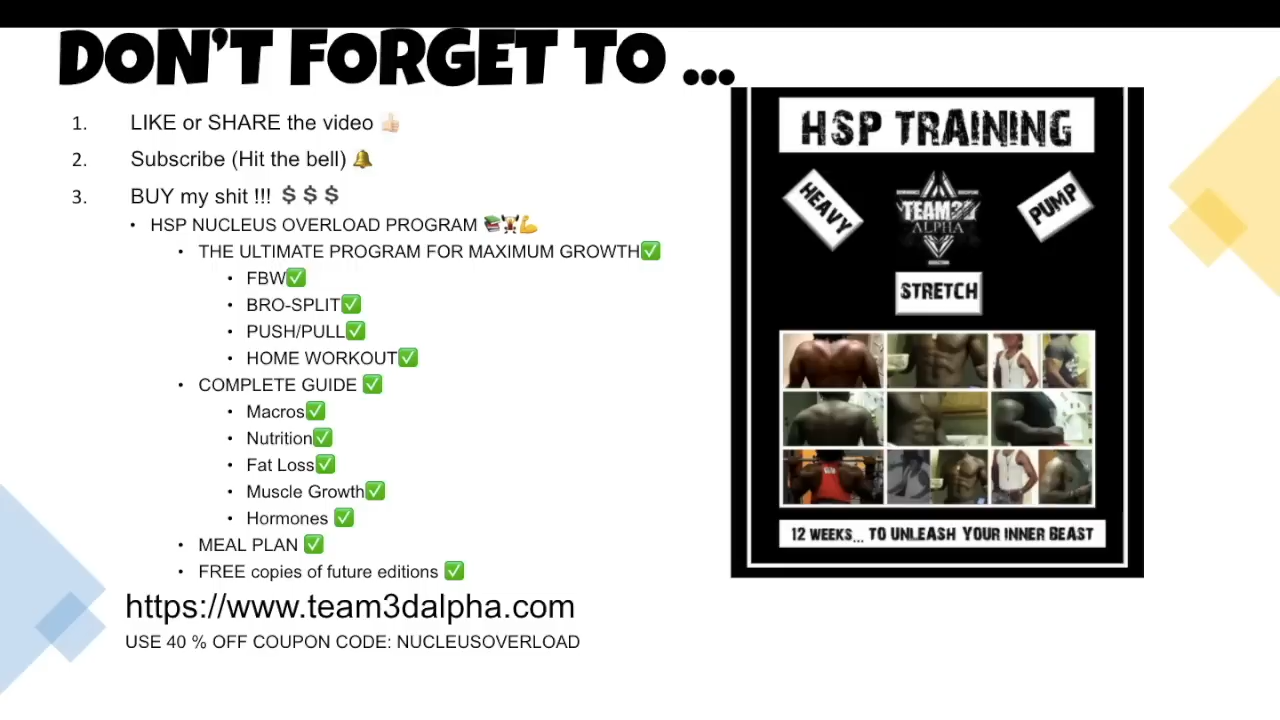 DON'T FORGET TO ...
1. LIKE or SHARE the video 👍🏻
2. Subscribe (Hit the bell) 🔔
3. BUY my shit !!! $ $ $
• HSP NUCLEUS OVERLOAD PROGRAM 📚🏋️💪
• THE ULTIMATE PROGRAM FOR MAXIMUM GROWTH✅
• FBW✅
• BRO-SPLIT✅
• PUSH/PULL✅
• HOME WORKOUT✅
• COMPLETE GUIDE ✅
• Macros✅
• Nutrition✅
• Fat Loss✅
• Muscle Growth✅
• Hormones ✅
• MEAL PLAN ✅
• FREE copies of future editions ✅
https://www.team3dalpha.com
USE 40 % OFF COUPON CODE: NUCLEUSOVERLOAD
HSP TRAINING
HEAVY
TEAM3D
ALPHA
PUMP
STRETCH
12 WEEKS... TO UNLEASH YOUR INNER BEAST